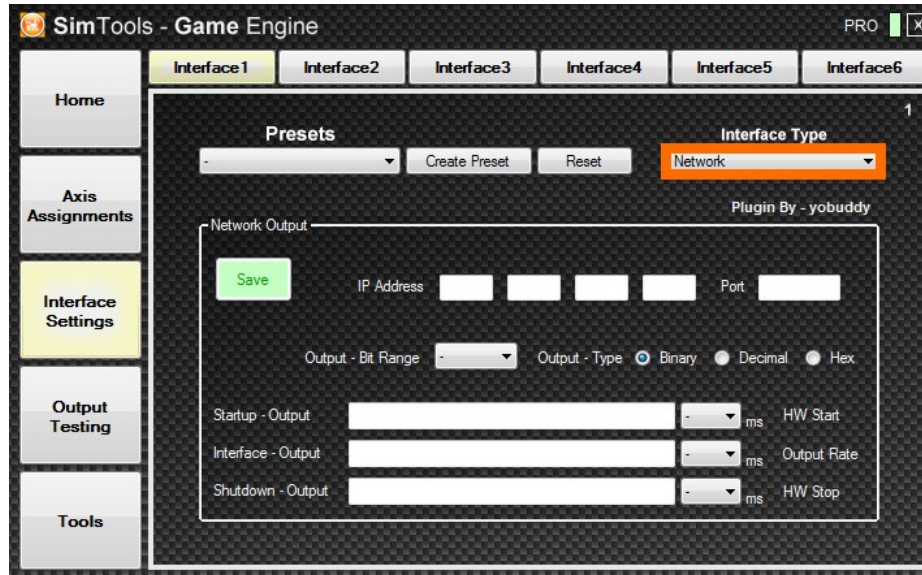 SimTools - Game Engine
PRO
X
Home
Axis
Assignments
Interface
Settings
Output
Testing
Tools
Interface1
Interface2
Interface3
Interface4
Interface5
Interface6
1
Presets
Interface Type
-
Create Preset
Reset
Network
Plugin By - yobuddy
Network Output
Save
IP Address
Port
Output - Bit Range
-
Output - Type
Binary
Decimal
Hex
Startup - Output
-
ms
HW Start
Interface - Output
-
ms
Output Rate
Shutdown - Output
-
ms
HW Stop